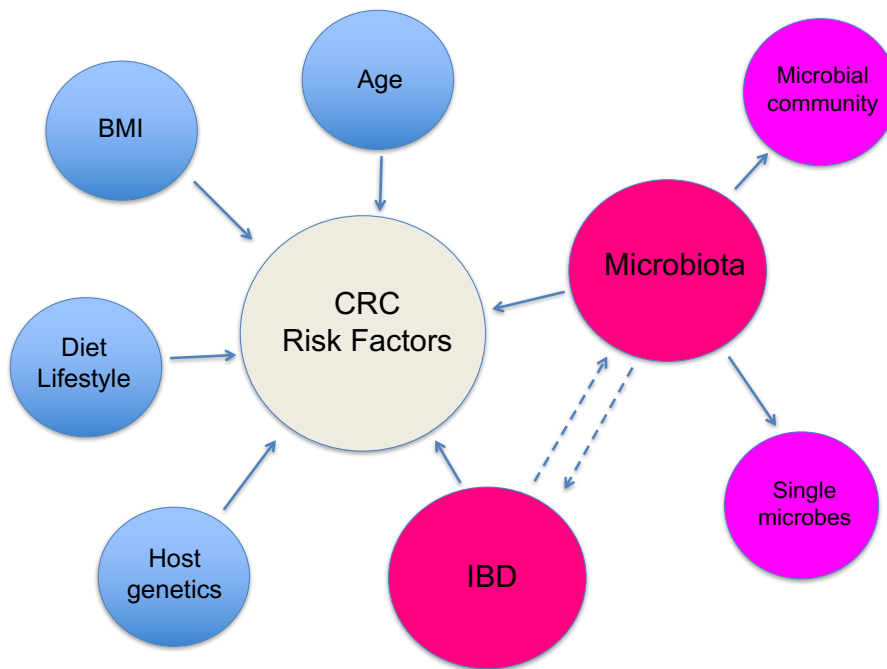 Age
Microbial
community
BMI
Microbiota
CRC
Risk Factors
Diet
Lifestyle
Single
microbes
Host
genetics
IBD